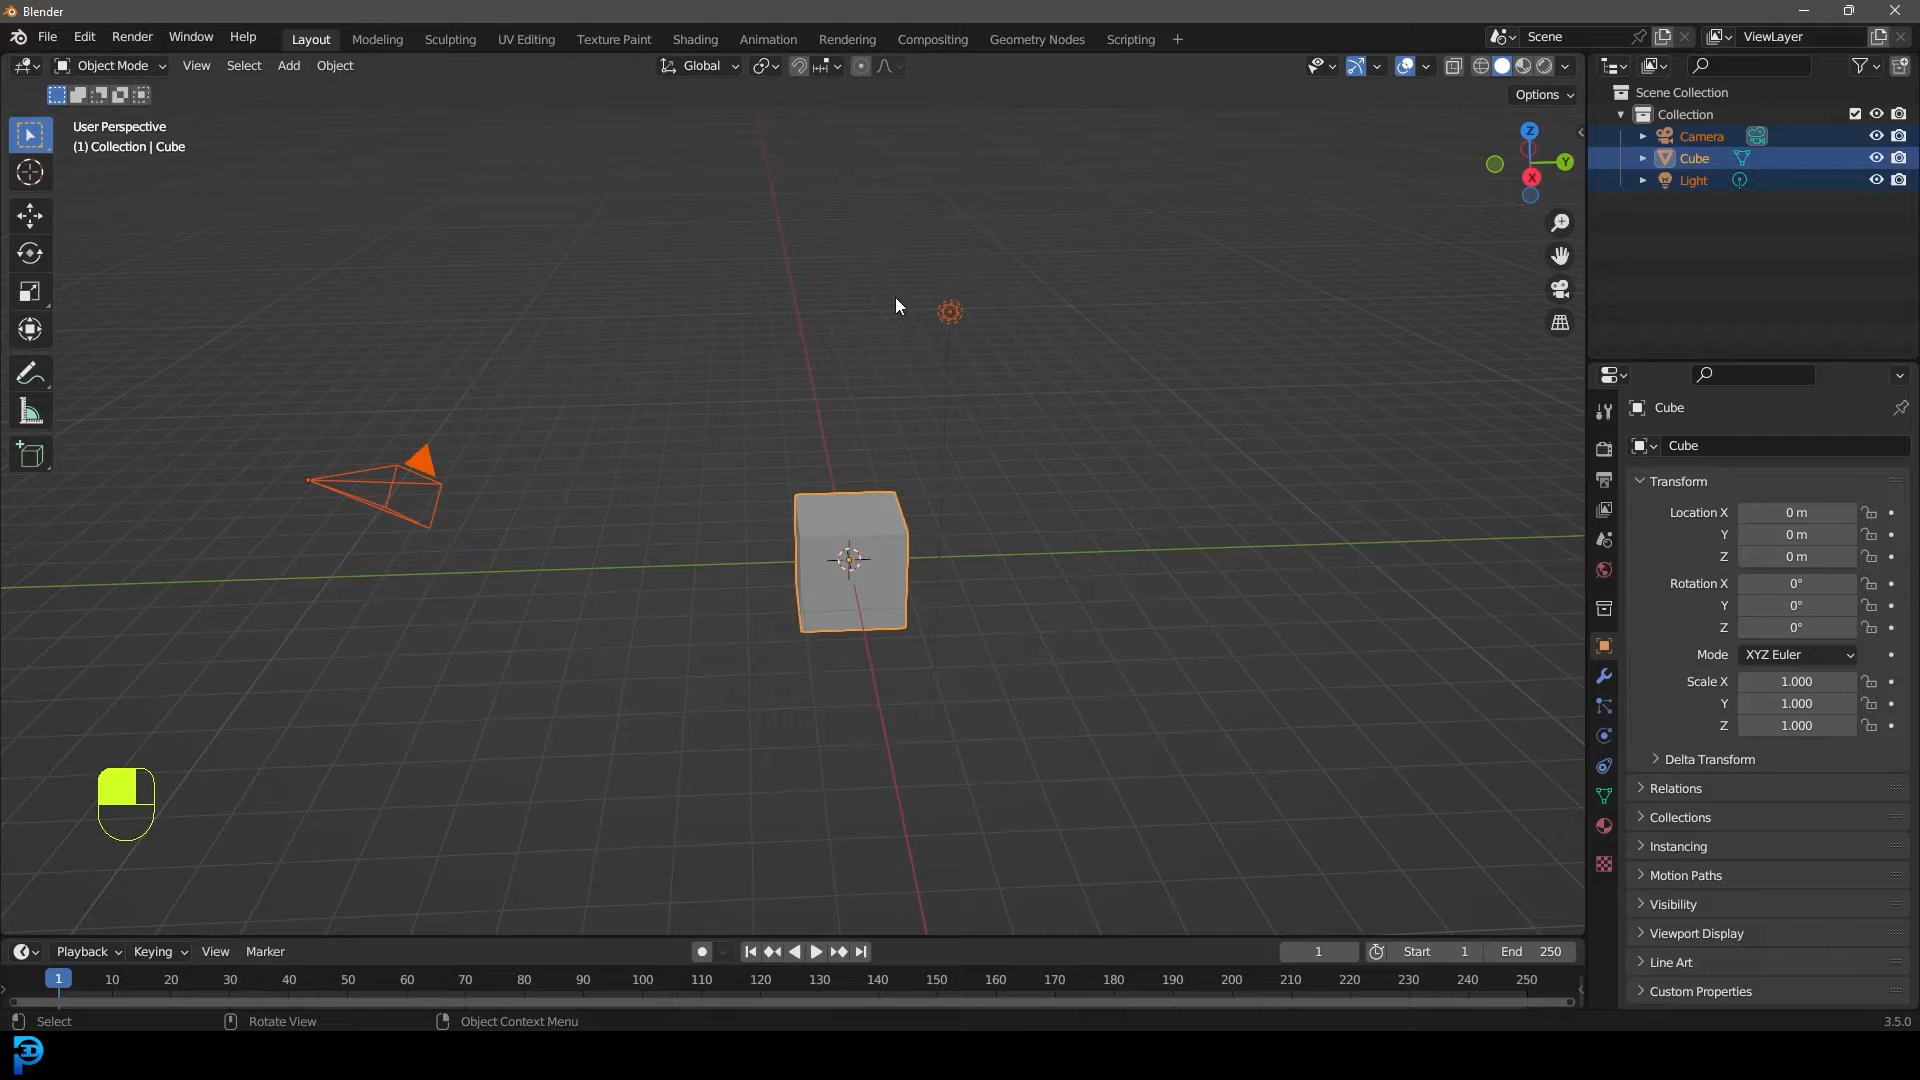 Blender
File Edit Render Window Help Layout Modeling Sculpting UV Editing Texture Paint Shading Animation Rendering Compositing Geometry Nodes Scripting + Scene ViewLayer
Object Mode View Select Add Object Global
Options
User Perspective
(1) Collection | Cube
Z
Y
X
Scene Collection
Collection
Camera
Cube
Light
Cube
Cube
Transform
Location X 0 m
Y 0 m
Z 0 m
Rotation X 0°
Y 0°
Z 0°
Mode XYZ Euler
Scale X 1.000
Y 1.000
Z 1.000
Delta Transform
Relations
Collections
Instancing
Motion Paths
Visibility
Viewport Display
Line Art
Custom Properties
Playback Keying View Marker 1 Start 1 End 250
1 10 20 30 40 50 60 70 80 90 100 110 120 130 140 150 160 170 180 190 200 210 220 230 240 250
Select Rotate View Object Context Menu 3.5.0
3D